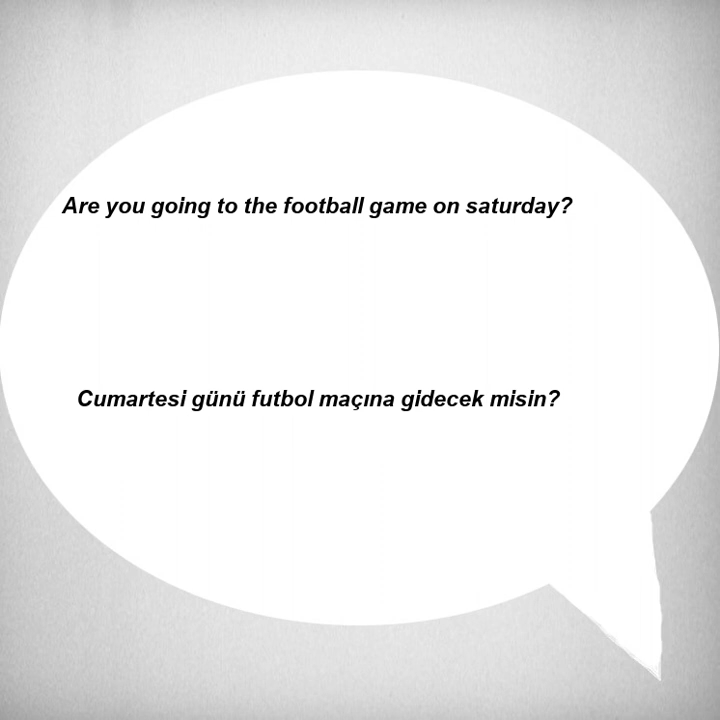 Are you going to the football game on saturday?
Cumartesi günü futbol maçına gidecek misin?